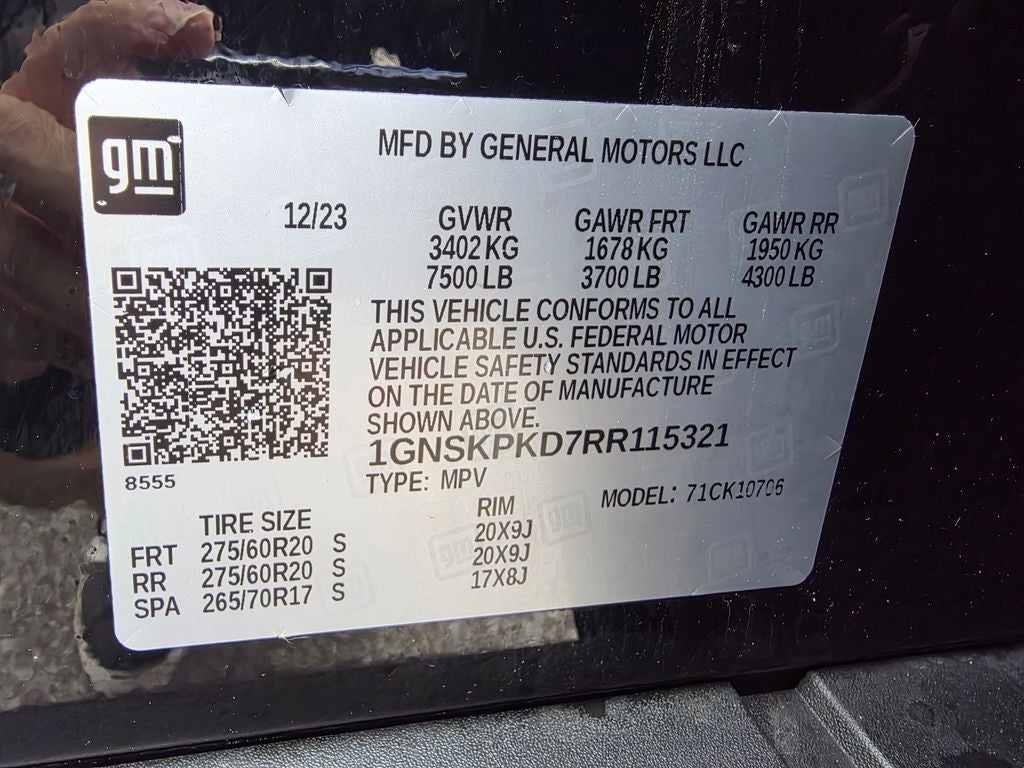 gm
MFD BY GENERAL MOTORS LLC
12/23 GVWR GAWR FRT GAWR RR
3402 KG 1678 KG 1950 KG
7500 LB 3700 LB 4300 LB
THIS VEHICLE CONFORMS TO ALL
APPLICABLE U.S. FEDERAL MOTOR
VEHICLE SAFETY STANDARDS IN EFFECT
ON THE DATE OF MANUFACTURE
SHOWN ABOVE.
1GNSKPKD7RR115321
8555
TYPE: MPV MODEL: 71CK10706
TIRE SIZE RIM
FRT 275/60R20 S 20X9J
RR 275/60R20 S 20X9J
SPA 265/70R17 S 17X8J